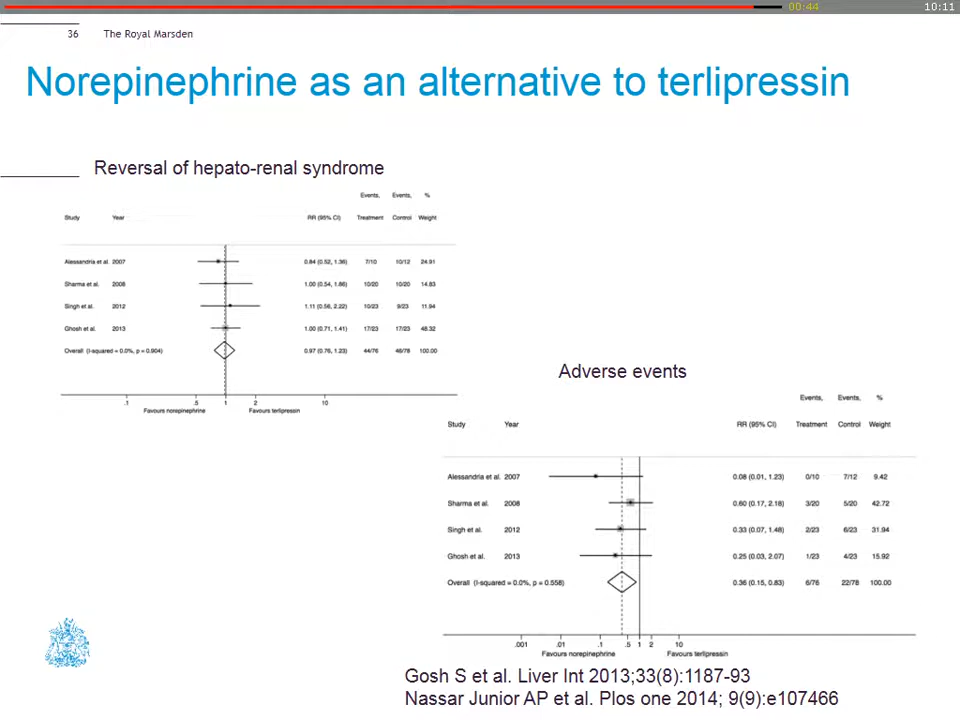 00:44 10:11
36 The Royal Marsden
Norepinephrine as an alternative to terlipressin
Reversal of hepato-renal syndrome
Events, Events, %
Study Year RR (95% CI) Treatment Control Weight
Alessandria et al. 2007 0.84 (0.52, 1.36) 7/10 10/12 24.91
Sharma et al. 2008 1.00 (0.54, 1.86) 10/20 10/20 14.83
Singh et al. 2012 1.11 (0.56, 2.22) 10/23 9/23 11.94
Ghosh et al. 2013 1.00 (0.71, 1.41) 17/23 17/23 48.32
Overall (I-squared = 0.0%, p = 0.904) 0.97 (0.76, 1.23) 44/76 46/78 100.00
.1 .5 1 2 10
Favours norepinephrine Favours terlipressin
Adverse events
Events, Events, %
Study Year RR (95% CI) Treatment Control Weight
Alessandria et al. 2007 0.08 (0.01, 1.23) 0/10 7/12 9.42
Sharma et al. 2008 0.60 (0.17, 2.18) 3/20 5/20 42.72
Singh et al. 2012 0.33 (0.07, 1.48) 2/23 6/23 31.94
Ghosh et al. 2013 0.25 (0.03, 2.07) 1/23 4/23 15.92
Overall (I-squared = 0.0%, p = 0.558) 0.36 (0.15, 0.83) 6/76 22/78 100.00
.001 .01 .1 .5 1 2 10
Favours norepinephrine Favours terlipressin
Gosh S et al. Liver Int 2013;33(8):1187-93
Nassar Junior AP et al. Plos one 2014; 9(9):e107466